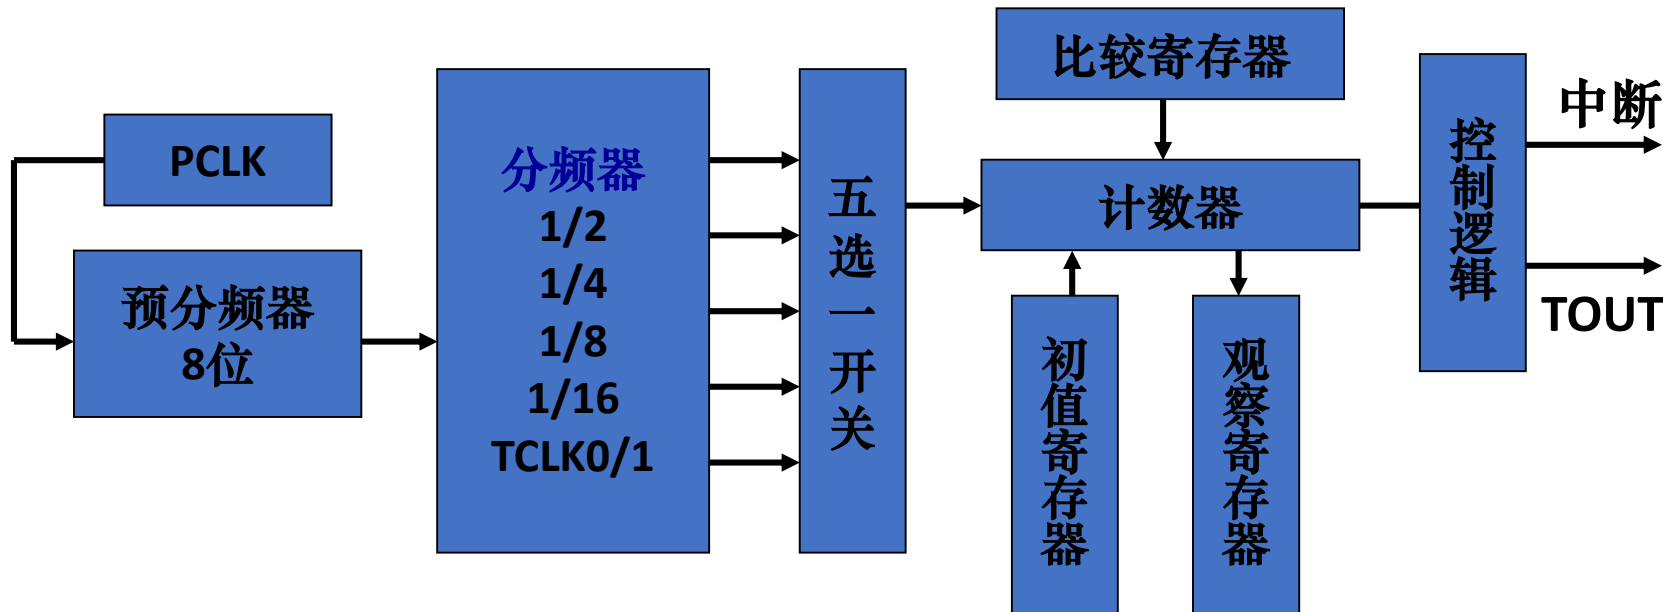 PCLK
预分频器
8位
分频器
1/2
1/4
1/8
1/16
TCLK0/1
五选一开关
比较寄存器
计数器
初值寄存器
观察寄存器
控制逻辑
中断
TOUT